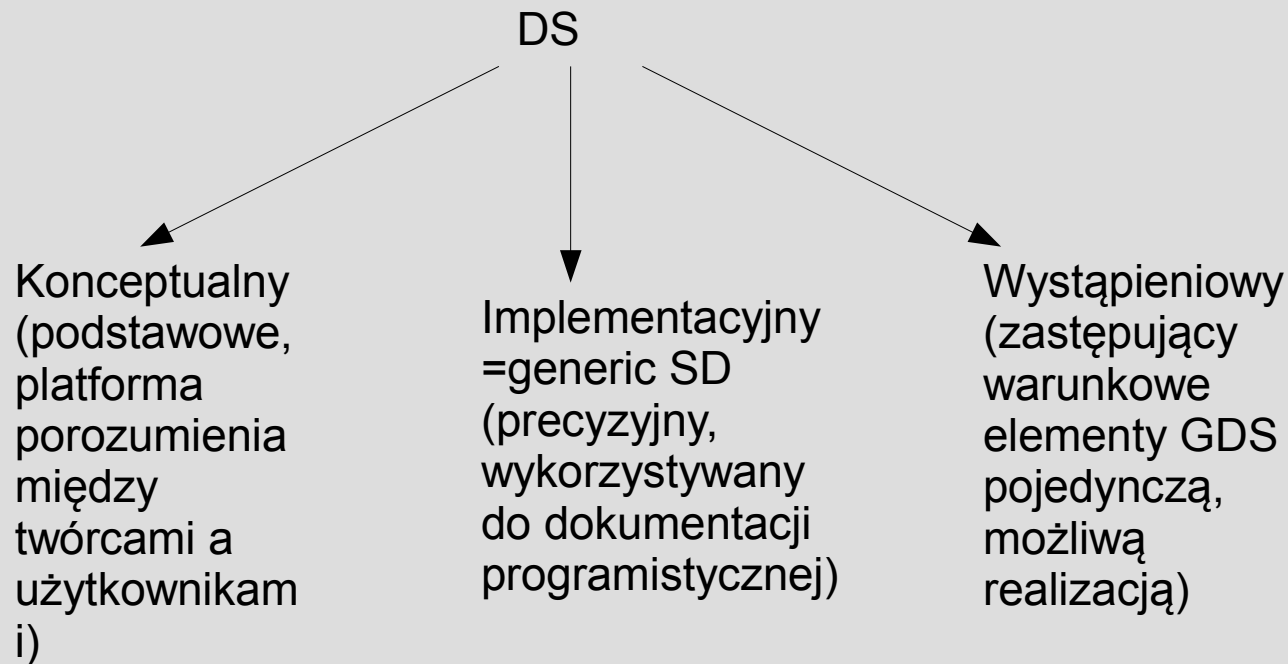 DS
Konceptualny
(podstawowe,
platforma
porozumienia
między
twórcami a
użytkownikam
i)
Implementacyjny
=generic SD
(precyzyjny,
wykorzystywany
do dokumentacji
programistycznej)
Wystąpieniowy
(zastępujący
warunkowe
elementy GDS
pojedynczą,
możliwą
realizacją)